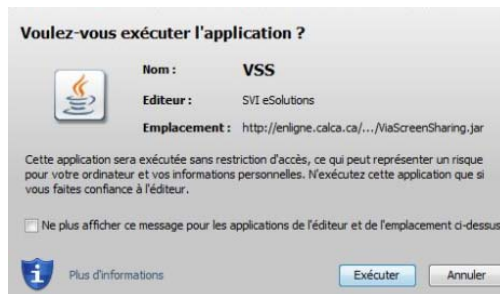 Voulez-vous exécuter l'application ?
Nom : VSS
Editeur : SVI eSolutions
Emplacement : http://enligne.calca.ca/.../ViaScreenSharing.jar
Cette application sera exécutée sans restriction d'accès, ce qui peut représenter un risque
pour votre ordinateur et vos informations personnelles. N'exécutez cette application que si
vous faites confiance à l'éditeur.
Ne plus afficher ce message pour les applications de l'éditeur et de l'emplacement ci-dessus
Plus d'informations
Exécuter Annuler